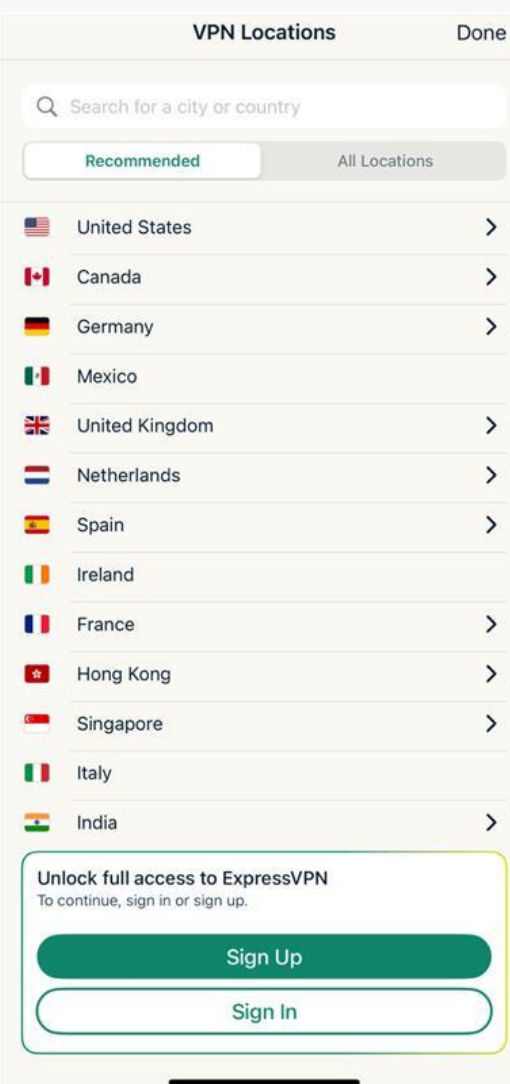 VPN Locations
Done
Search for a city or country
Recommended
All Locations
United States
Canada
Germany
Mexico
United Kingdom
Netherlands
Spain
Ireland
France
Hong Kong
Singapore
Italy
India
Unlock full access to ExpressVPN
To continue, sign in or sign up.
Sign Up
Sign In